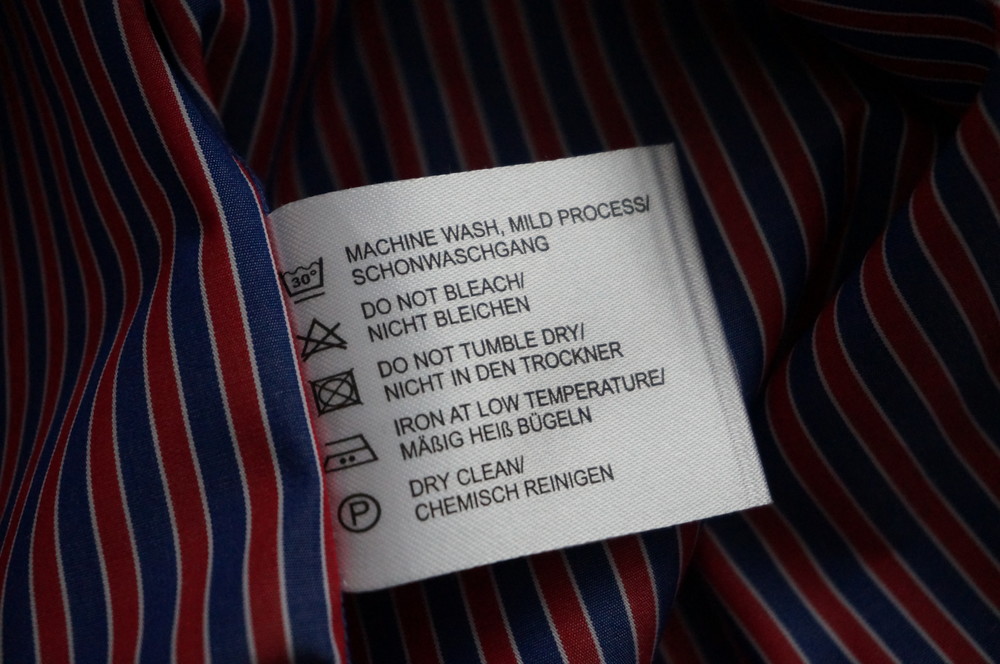 MACHINE WASH, MILD PROCESS/
SCHONWASCHGANG
30°
DO NOT BLEACH/
NICHT BLEICHEN
DO NOT TUMBLE DRY/
NICHT IN DEN TROCKNER
IRON AT LOW TEMPERATURE/
MÄßIG HEIß BÜGELN
DRY CLEAN/
CHEMISCH REINIGEN
P